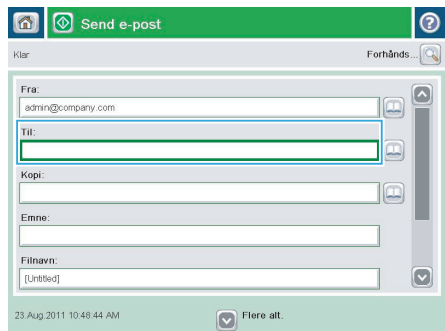 Send e-post
Klar
Forhånds...
Fra:
admin@company.com
Til:
Kopi:
Emne:
Filnavn:
[Untitled]
23.Aug.2011 10:46:44 AM
Flere alt.